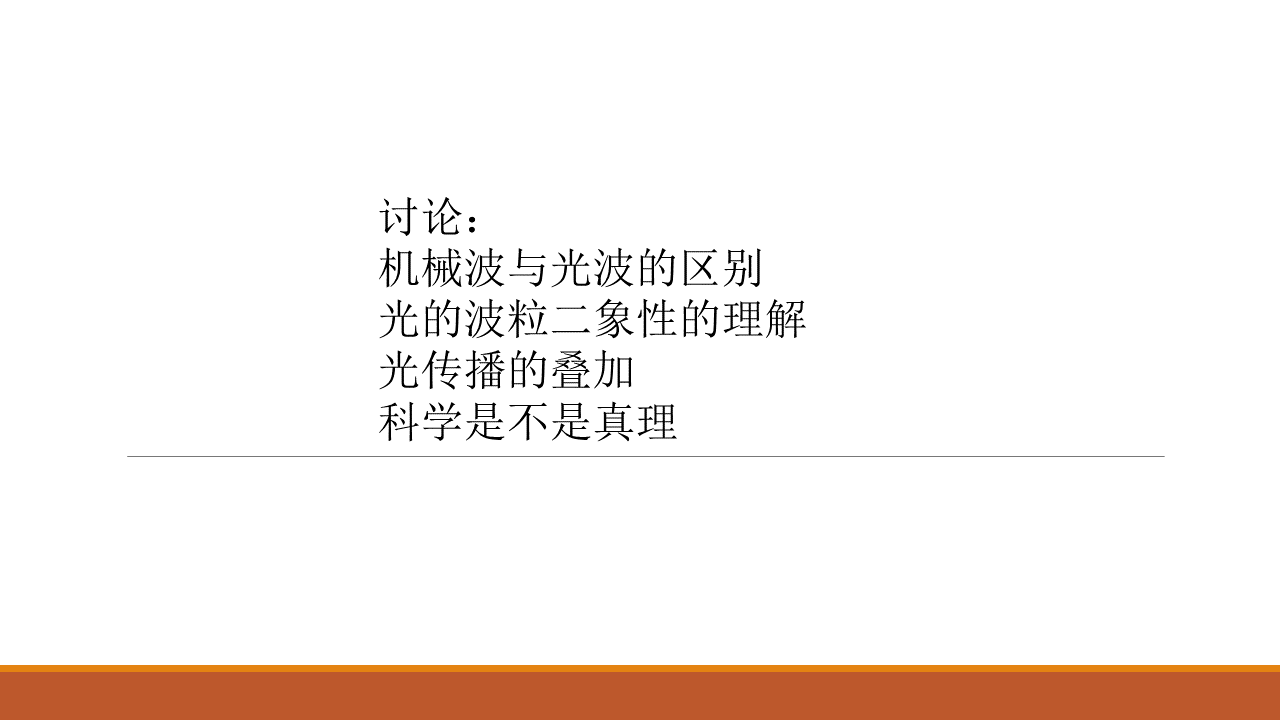 讨论：
机械波与光波的区别
光的波粒二象性的理解
光传播的叠加
科学是不是真理